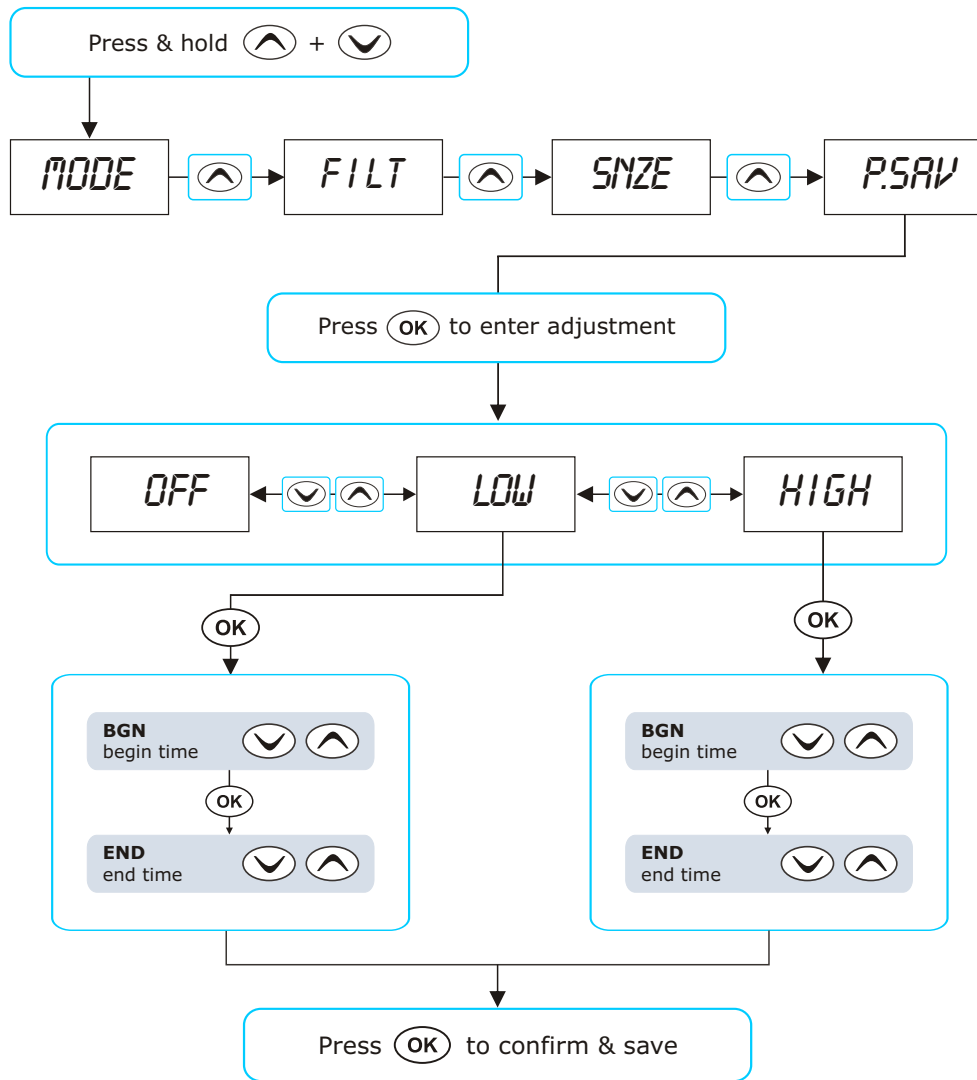 Press & hold +
MODE FILT SNZE P.SAV
Press OK to enter adjustment
OFF LOW HIGH
OK OK
BGN
begin time
OK
END
end time
BGN
begin time
OK
END
end time
Press OK to confirm & save